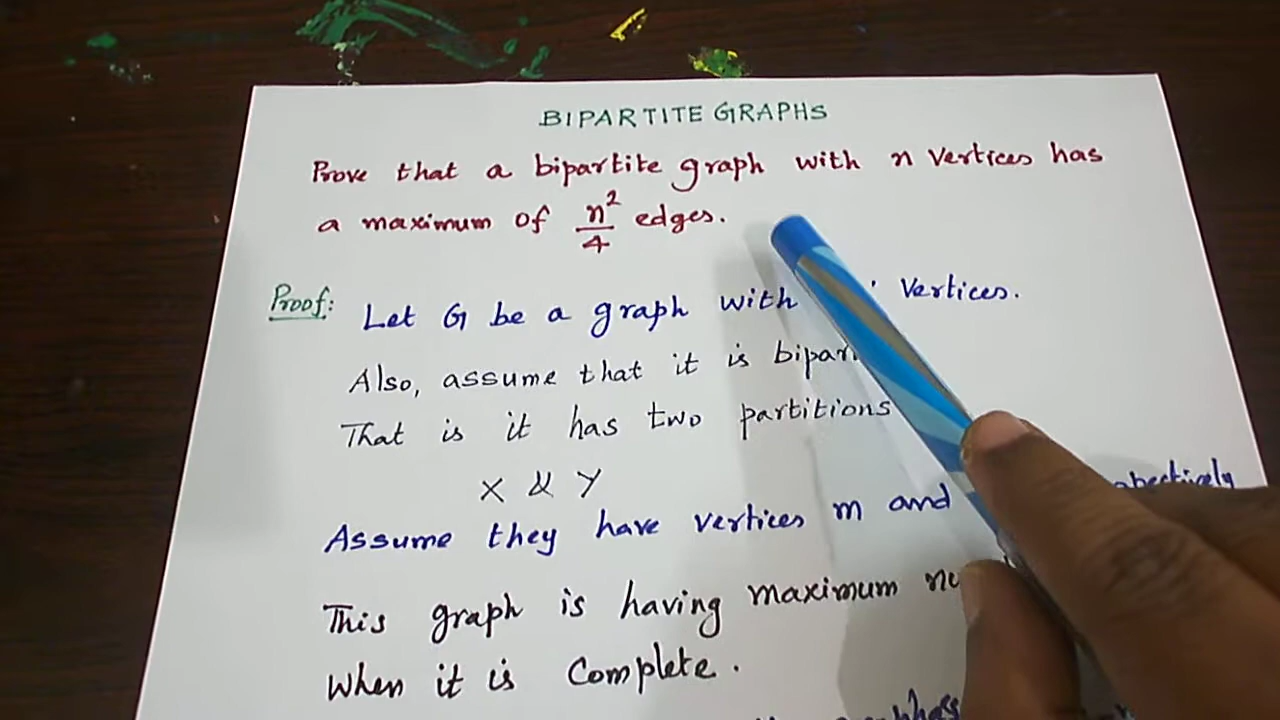 BIPARTITE GRAPHS
Prove that a bipartite graph with n vertices has
a maximum of n²/4 edges.
Proof: Let G be a graph with vertices.
Also, assume that it is
That is it has two partitions
X & Y
Assume they have vertices m and
This graph is having maximum
When it is Complete.